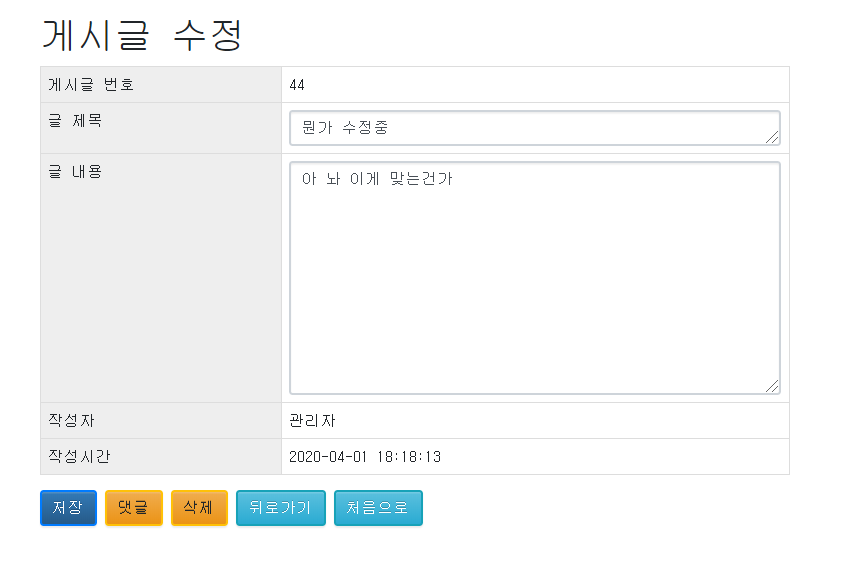 게시글 수정
게시글 번호 44
글 제목 뭔가 수정중
글 내용 아 놔 이게 맞는건가
작성자 관리자
작성시간 2020-04-01 18:18:13
저장 댓글 삭제 뒤로가기 처음으로